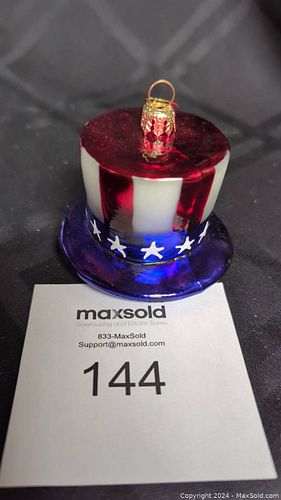 maxsold
Downsizing and Estate Sales
833-MaxSold
Support@maxsold.com
144
Copyright © 2024 - MaxSold.com